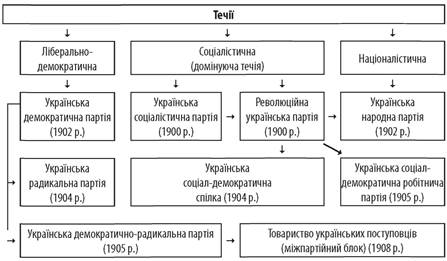 Течії
Ліберально-
демократична
Соціалістична
(домінуюча течія)
Націоналістична
Українська
демократична партія
(1902 р.)
Українська
соціалістична партія
(1900 р.)
Революційна
українська партія
(1900 р.)
Українська
народна партія
(1902 р.)
Українська
радикальна партія
(1904 р.)
Українська
соціал-демократична
спілка (1904 р.)
Українська соціал-
демократична робітнича
партія (1905 р.)
Українська демократично-радикальна партія
(1905 р.)
Товариство українських поступовців
(міжпартійний блок) (1908 р.)